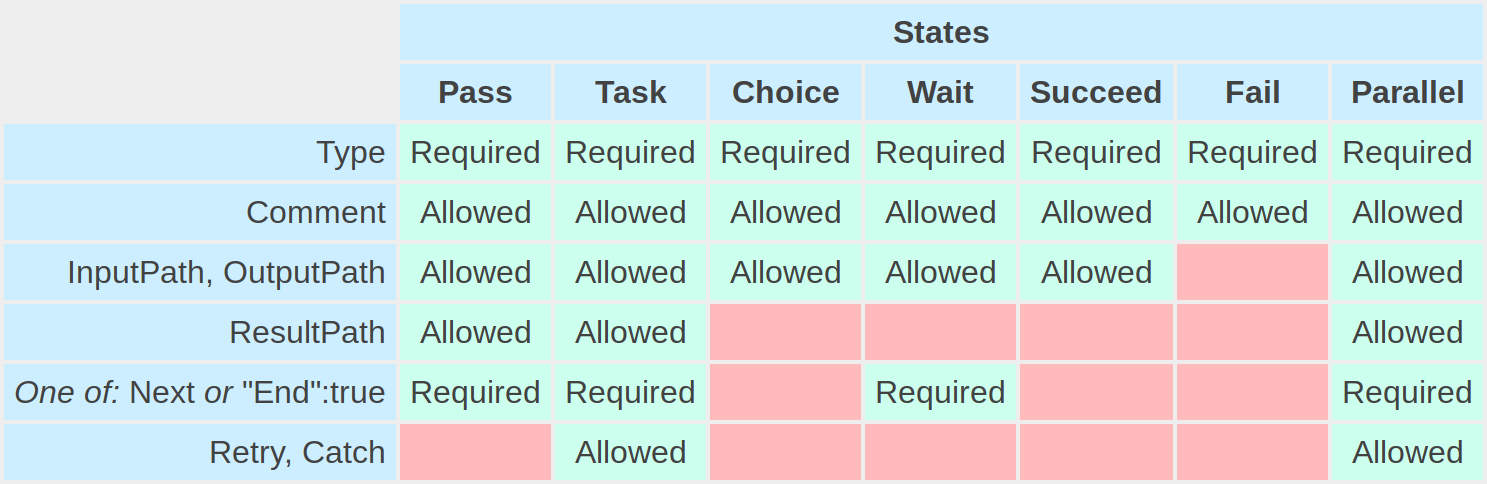 States
Pass Task Choice Wait Succeed Fail Parallel
Type Required Required Required Required Required Required Required
Comment Allowed Allowed Allowed Allowed Allowed Allowed Allowed
InputPath, OutputPath Allowed Allowed Allowed Allowed Allowed Allowed
ResultPath Allowed Allowed Allowed
One of: Next or "End":true Required Required Required Required
Retry, Catch Allowed Allowed